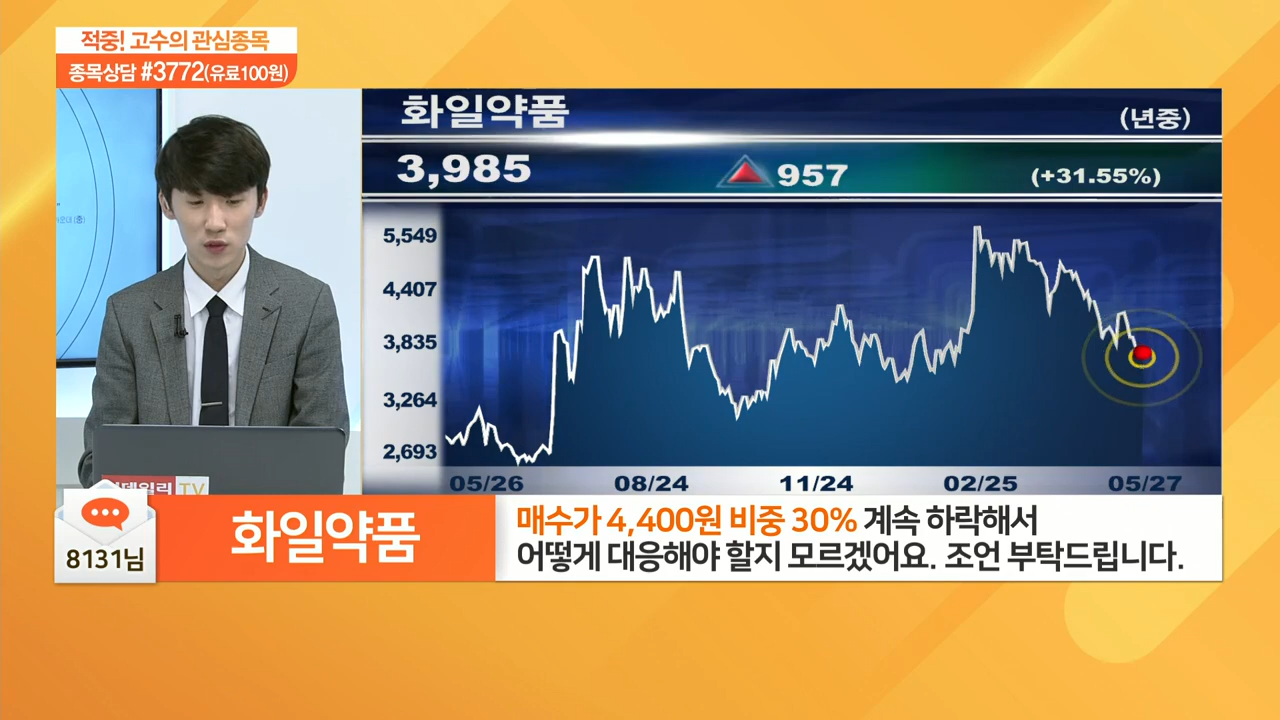 적중! 고수의 관심종목
종목상담 #3772(유료100원)
화일약품
(년중)
3,985
957
(+31.55%)
5,549
4,407
3,835
3,264
2,693
05/26
08/24
11/24
02/25
05/27
TV
8131님
화일약품
매수가 4,400원 비중 30% 계속 하락해서
어떻게 대응해야 할지 모르겠어요. 조언 부탁드립니다.